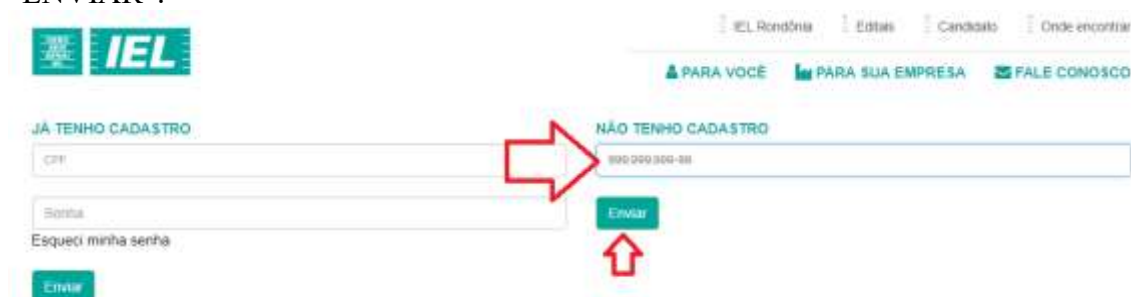 ENVIAR".
IEL Rondônia Editais Candidato Onde encontrar
IEL
PARA VOCÊ PARA SUA EMPRESA FALE CONOSCO
JÁ TENHO CADASTRO
CPF
Senha
Esqueci minha senha
Enviar
NÃO TENHO CADASTRO
999.999.999-99
Enviar